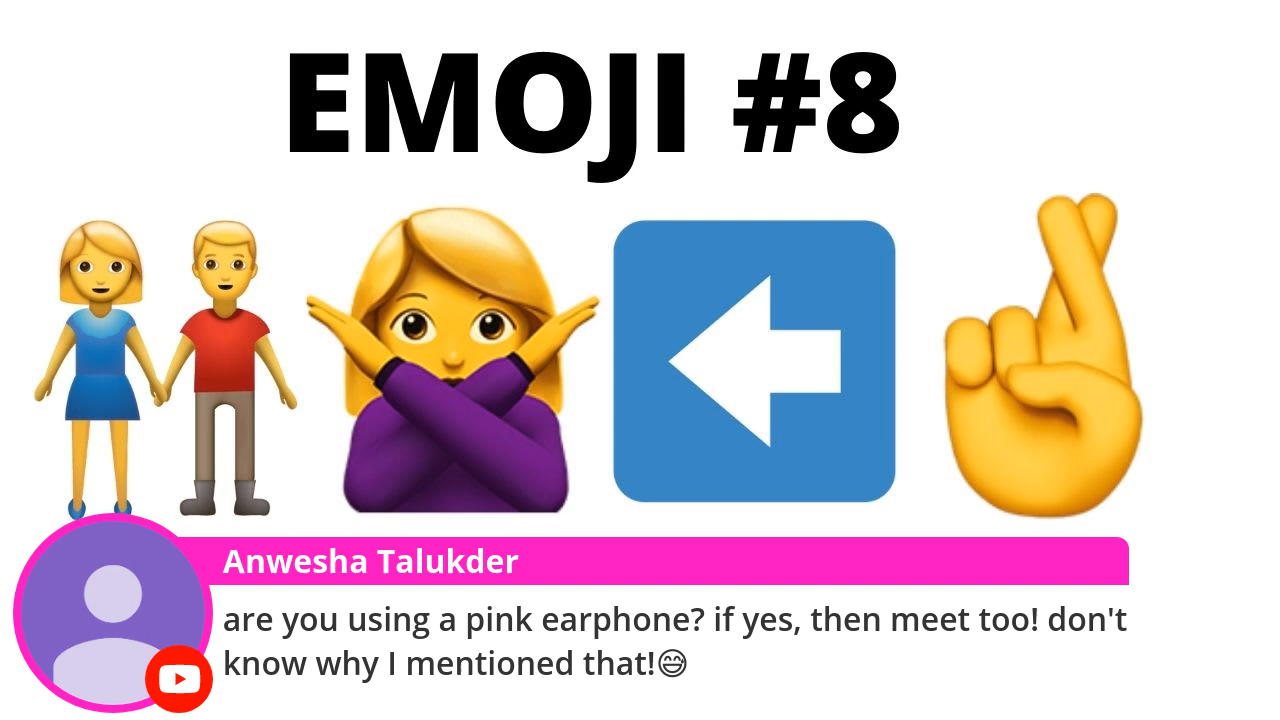 EMOJI #8
Anwesha Talukder
are you using a pink earphone? if yes, then meet too! don't
know why I mentioned that!😅